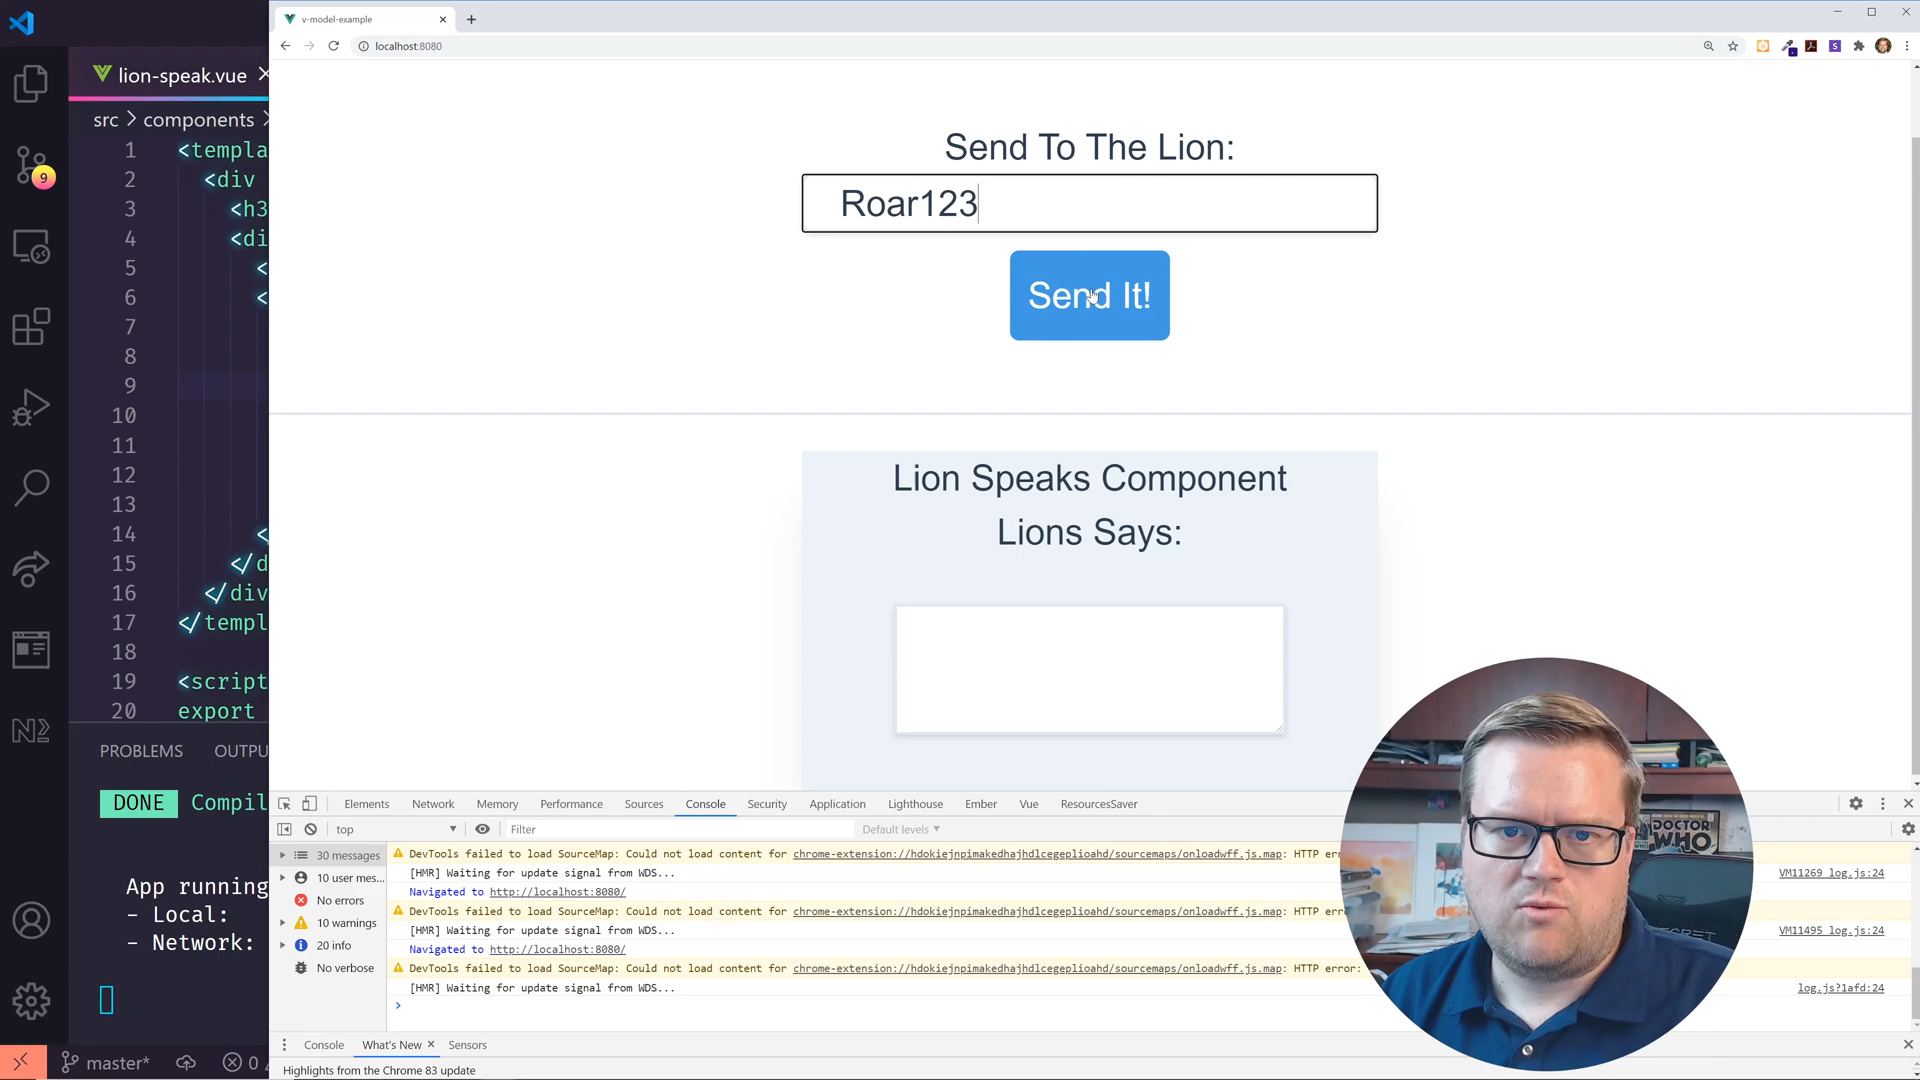 v-model-example
localhost:8080
lion-speak.vue
src > components >
9
1 <templa
2 <div
3 <h3
4 <di
5 <
6 <
7
8
9
10
11
12
13
14 <
15 </d
16 </div
17 </templ
18
19 <script
20 export
PROBLEMS OUTPU
DONE Compil
App running
- Local:
- Network:
master* 0
Send To The Lion:
Roar123
Send It!
Lion Speaks Component
Lions Says:
Elements Network Memory Performance Sources Console Security Application Lighthouse Ember Vue ResourcesSaver
top Filter Default levels
30 messages
10 user mes...
No errors
10 warnings
20 info
No verbose
DevTools failed to load SourceMap: Could not load content for chrome-extension://hdokiejnpimakedhajhdlcegeplioahd/sourcemaps/onloadwff.js.map: HTTP err
[HMR] Waiting for update signal from WDS... VM11269 log.js:24
Navigated to http://localhost:8080/
DevTools failed to load SourceMap: Could not load content for chrome-extension://hdokiejnpimakedhajhdlcegeplioahd/sourcemaps/onloadwff.js.map: HTTP err
[HMR] Waiting for update signal from WDS... VM11495 log.js:24
Navigated to http://localhost:8080/
DevTools failed to load SourceMap: Could not load content for chrome-extension://hdokiejnpimakedhajhdlcegeplioahd/sourcemaps/onloadwff.js.map: HTTP error:
[HMR] Waiting for update signal from WDS... log.js?1afd:24
>
Console What's New Sensors
Highlights from the Chrome 83 update
DOCTOR
WHO